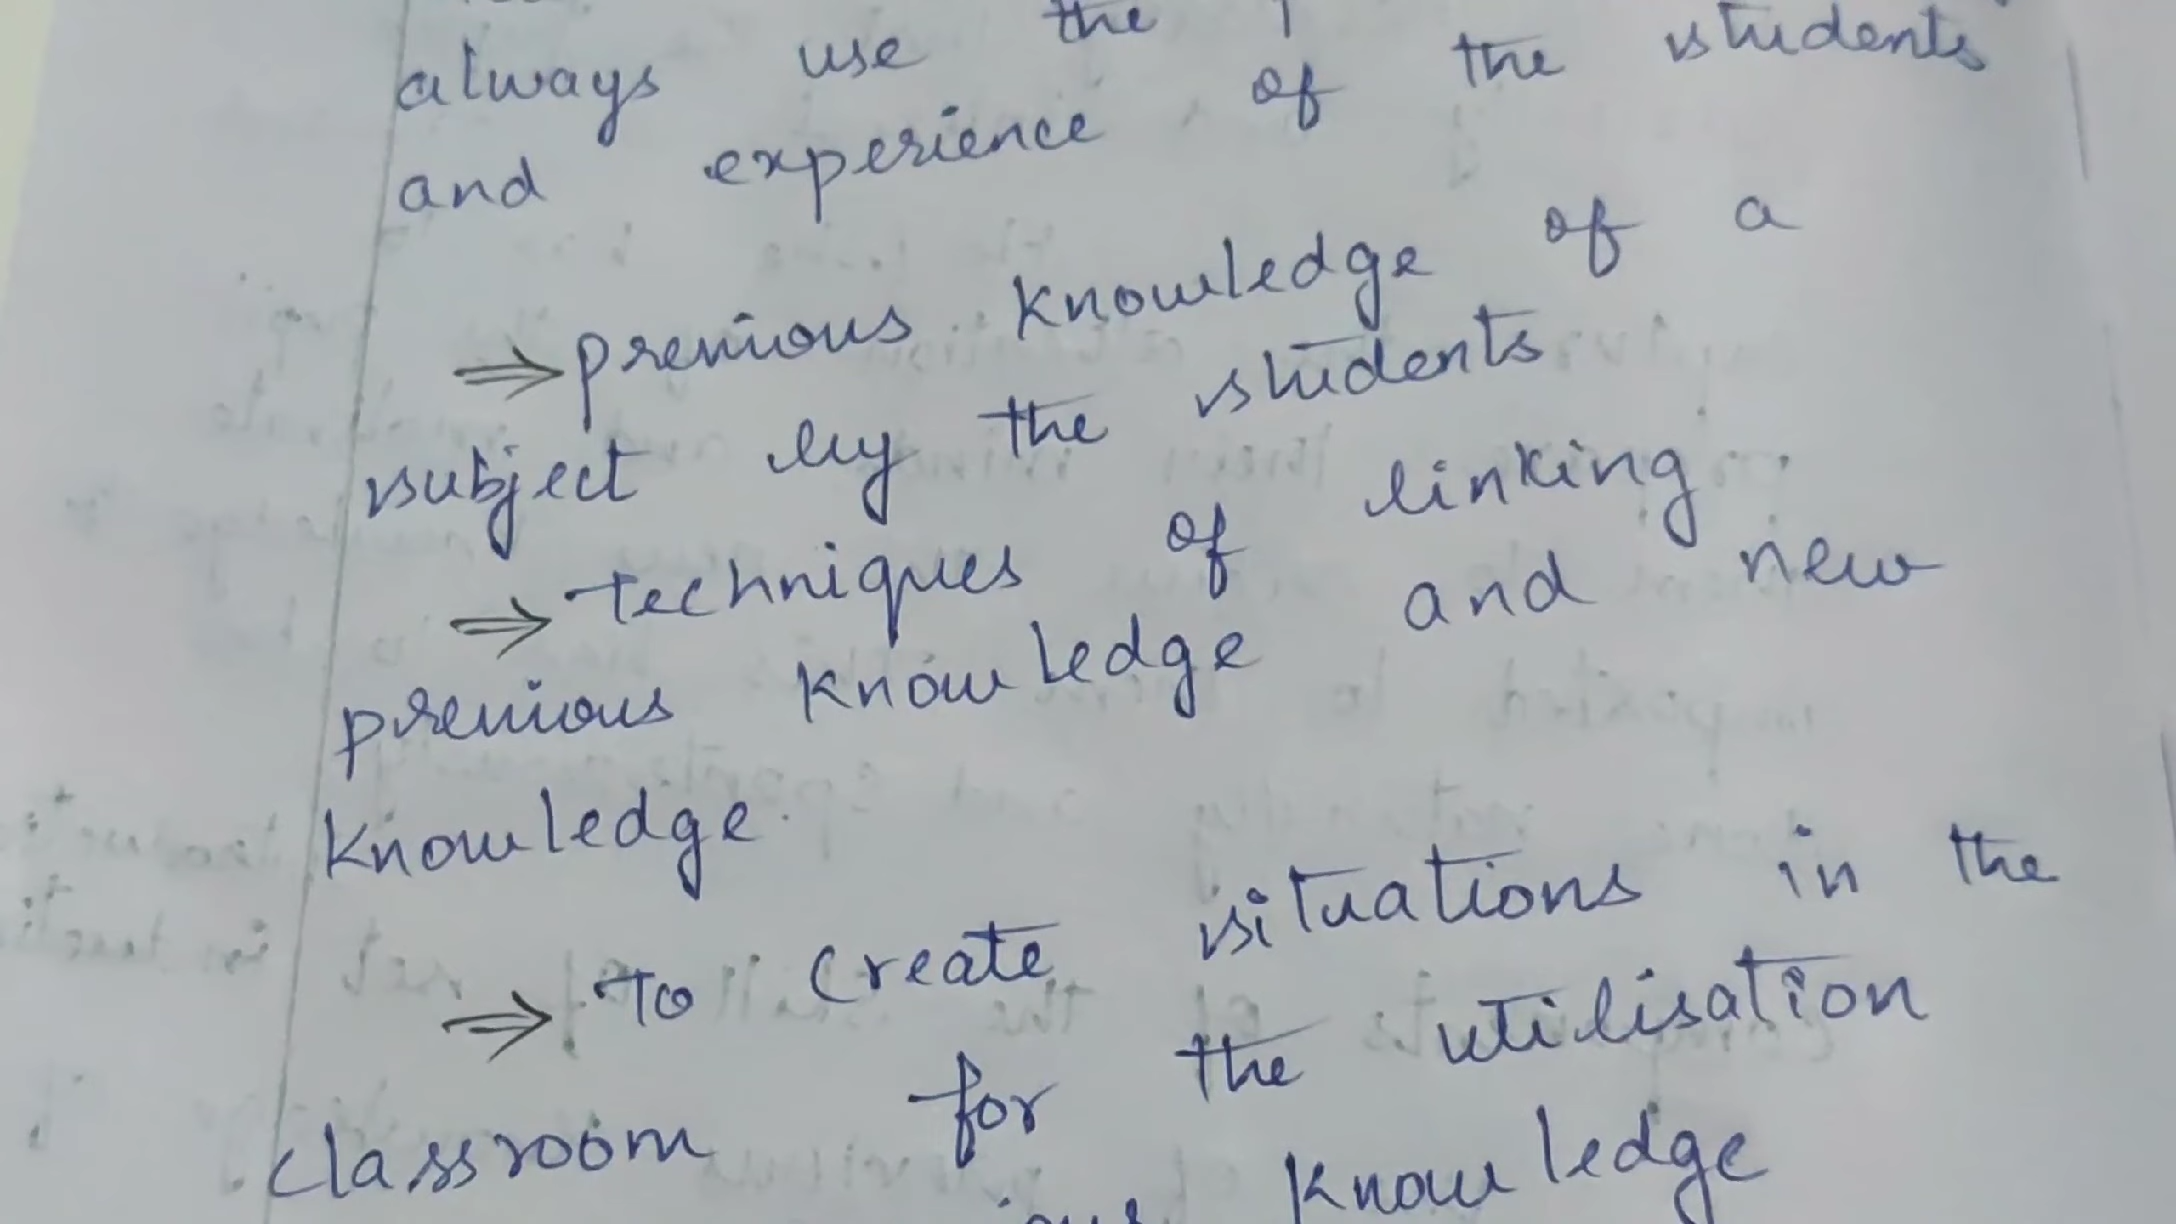 always use the
and experience of the students
⇒ previous knowledge of a
subject by the students
⇒ techniques of linking
previous knowledge and new
knowledge.
⇒ To create situations in the
classroom for the utilisation
knowledge